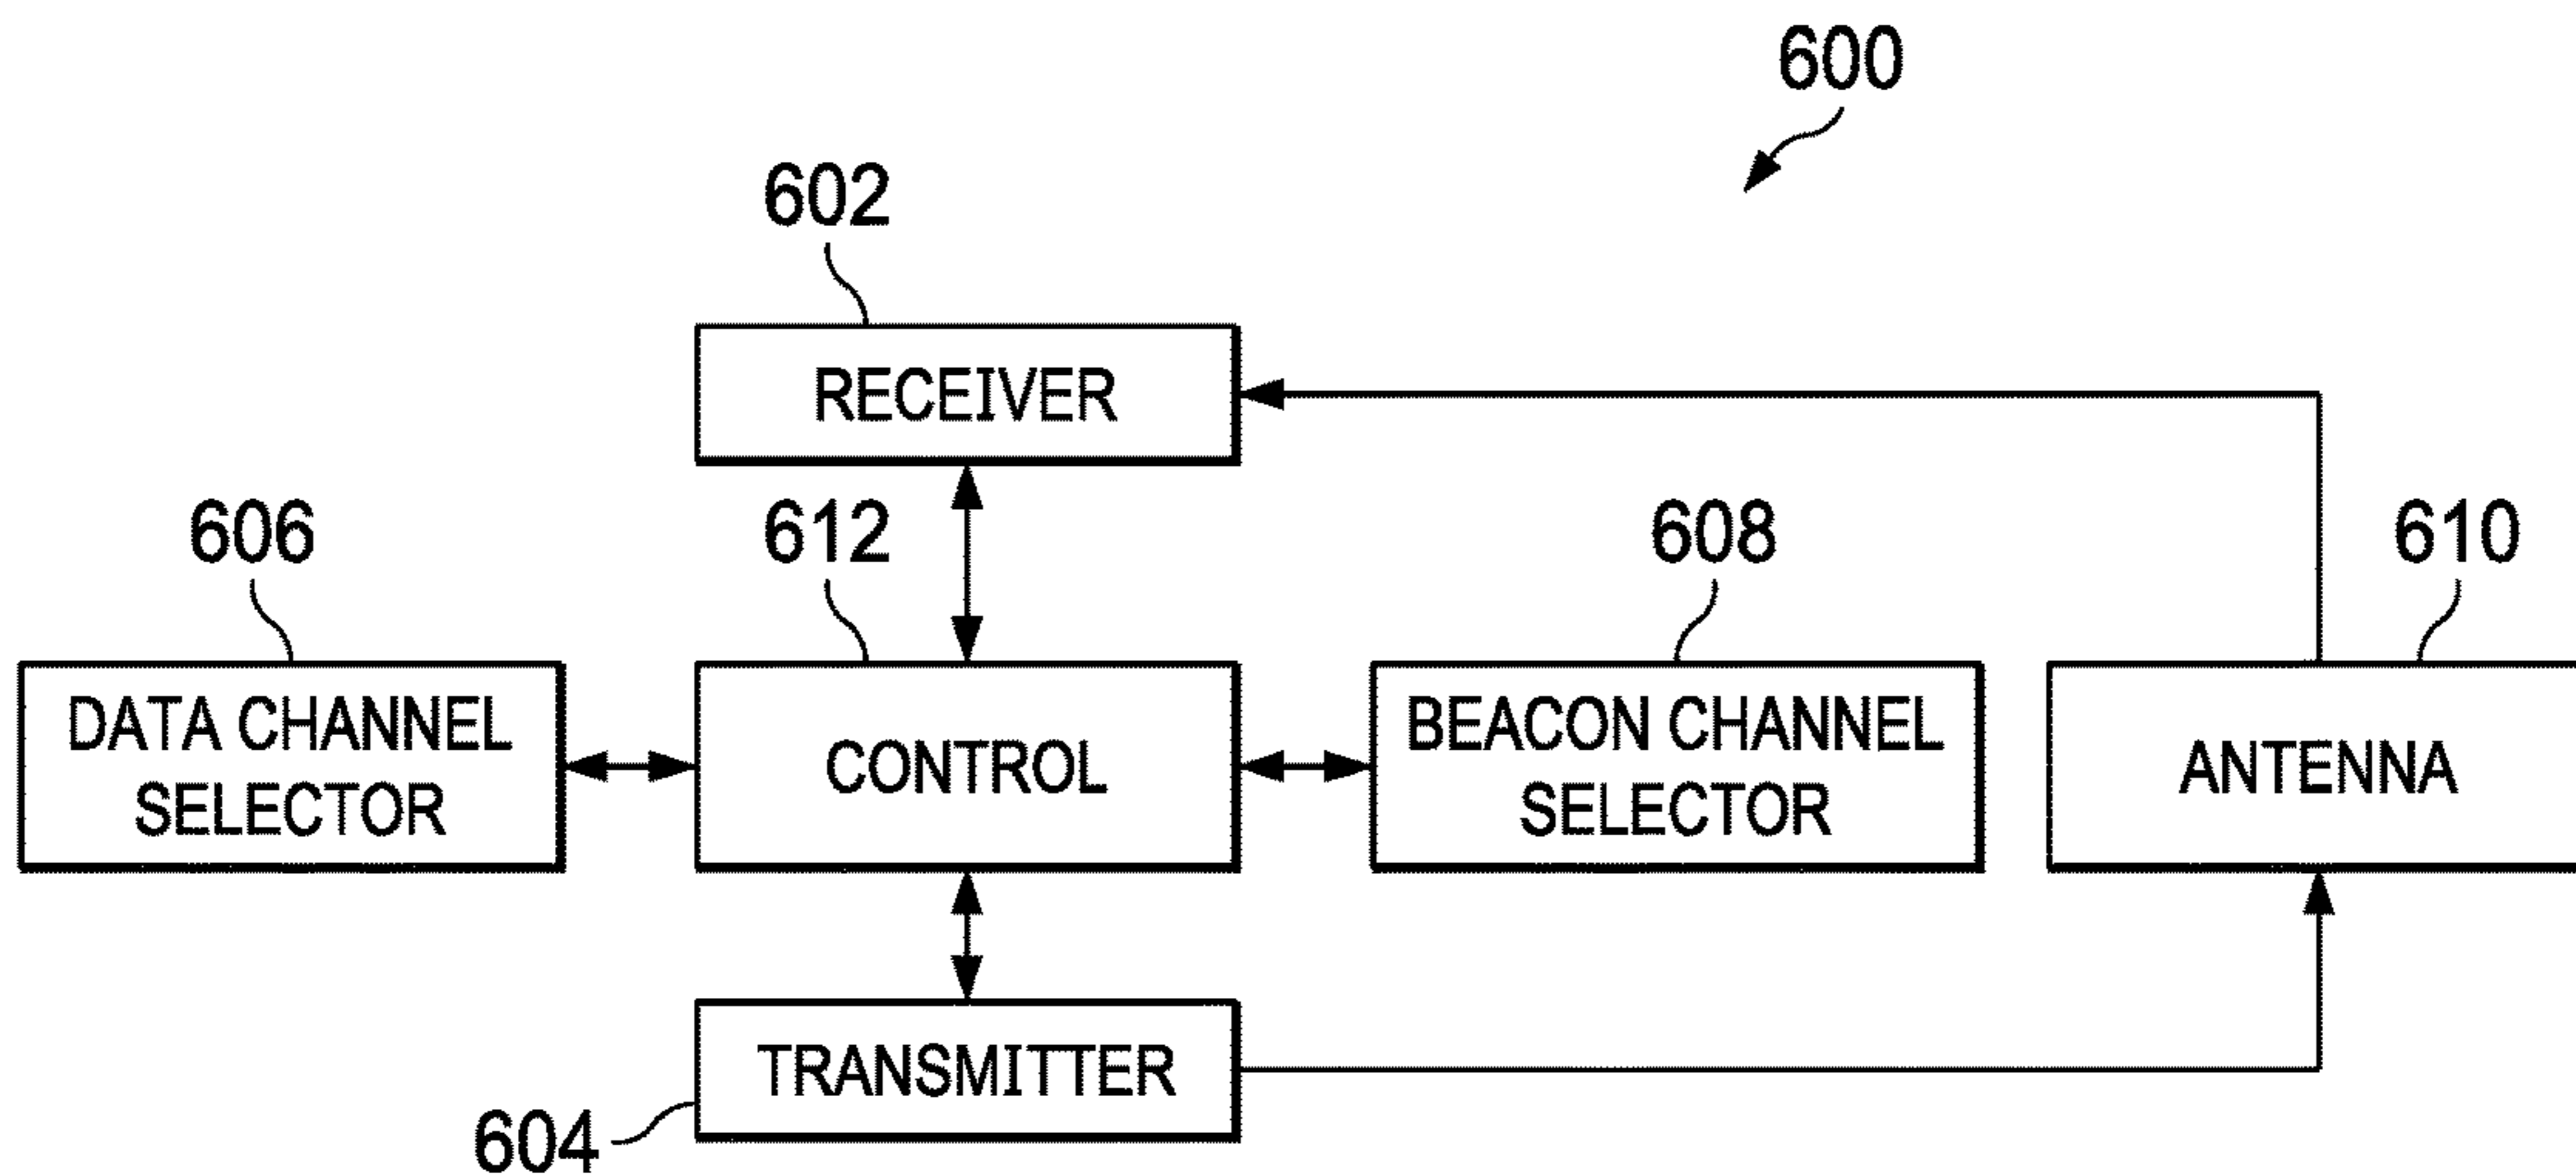 600
602
RECEIVER
606
612
608
610
DATA CHANNEL
SELECTOR
CONTROL
BEACON CHANNEL
SELECTOR
ANTENNA
TRANSMITTER
604